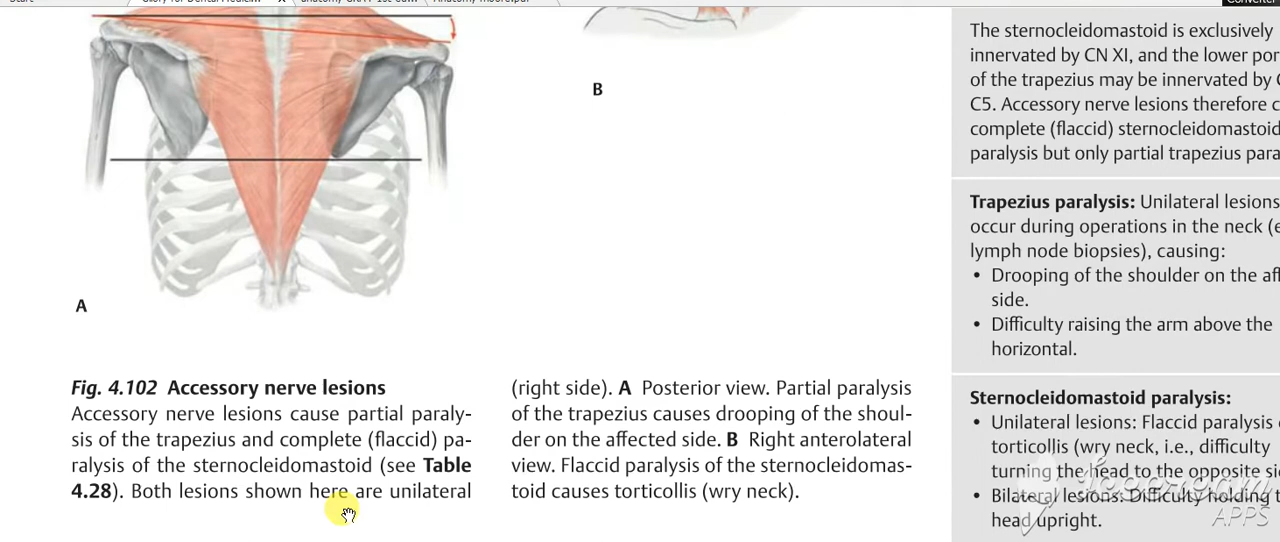 Start
Anatomy moore.pdf
Converter
A
B
Fig. 4.102 Accessory nerve lesions
Accessory nerve lesions cause partial paraly-
sis of the trapezius and complete (flaccid) pa-
ralysis of the sternocleidomastoid (see Table
4.28). Both lesions shown here are unilateral
(right side). A Posterior view. Partial paralysis
of the trapezius causes drooping of the shoul-
der on the affected side. B Right anterolateral
view. Flaccid paralysis of the sternocleidomas-
toid causes torticollis (wry neck).
The sternocleidomastoid is exclusively
innervated by CN XI, and the lower por
of the trapezius may be innervated by
C5. Accessory nerve lesions therefore c
complete (flaccid) sternocleidomastoid
paralysis but only partial trapezius para
Trapezius paralysis: Unilateral lesions
occur during operations in the neck (e
lymph node biopsies), causing:
• Drooping of the shoulder on the aff
side.
• Difficulty raising the arm above the
horizontal.
Sternocleidomastoid paralysis:
• Unilateral lesions: Flaccid paralysis
torticollis (wry neck, i.e., difficulty
turning the head to the opposite si
• Bilateral lesions: Difficulty holding t
head upright.
APPS